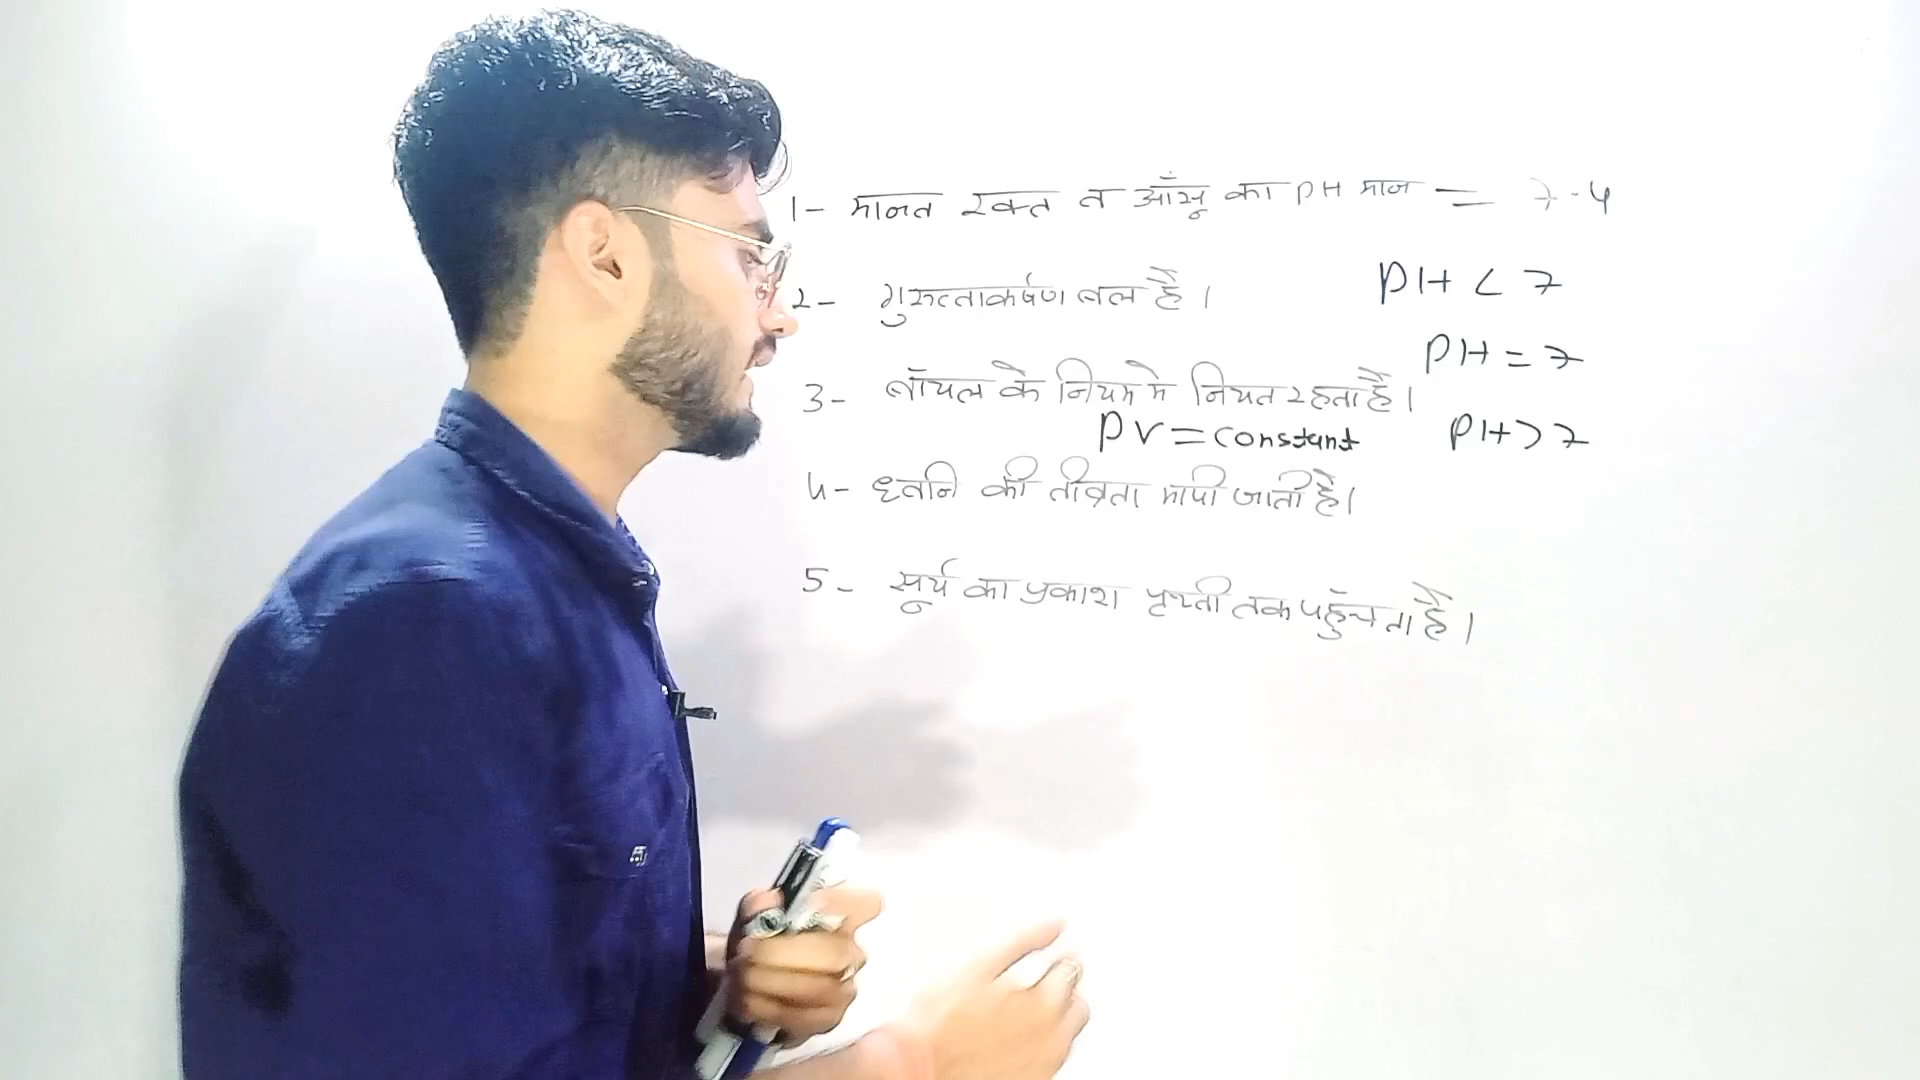 1- मानव रक्त व आँसू का PH मान = 7.4
PH < 7
2- गुरुत्वाकर्षण बल है।
PH = 7
3- बॉयल के नियम मे नियत रहता है।
PV = constant
PH > 7
4- ध्वनि की तीव्रता मापी जाती है।
5- सूर्य का प्रकाश पृथ्वी तक पहुँचता है।